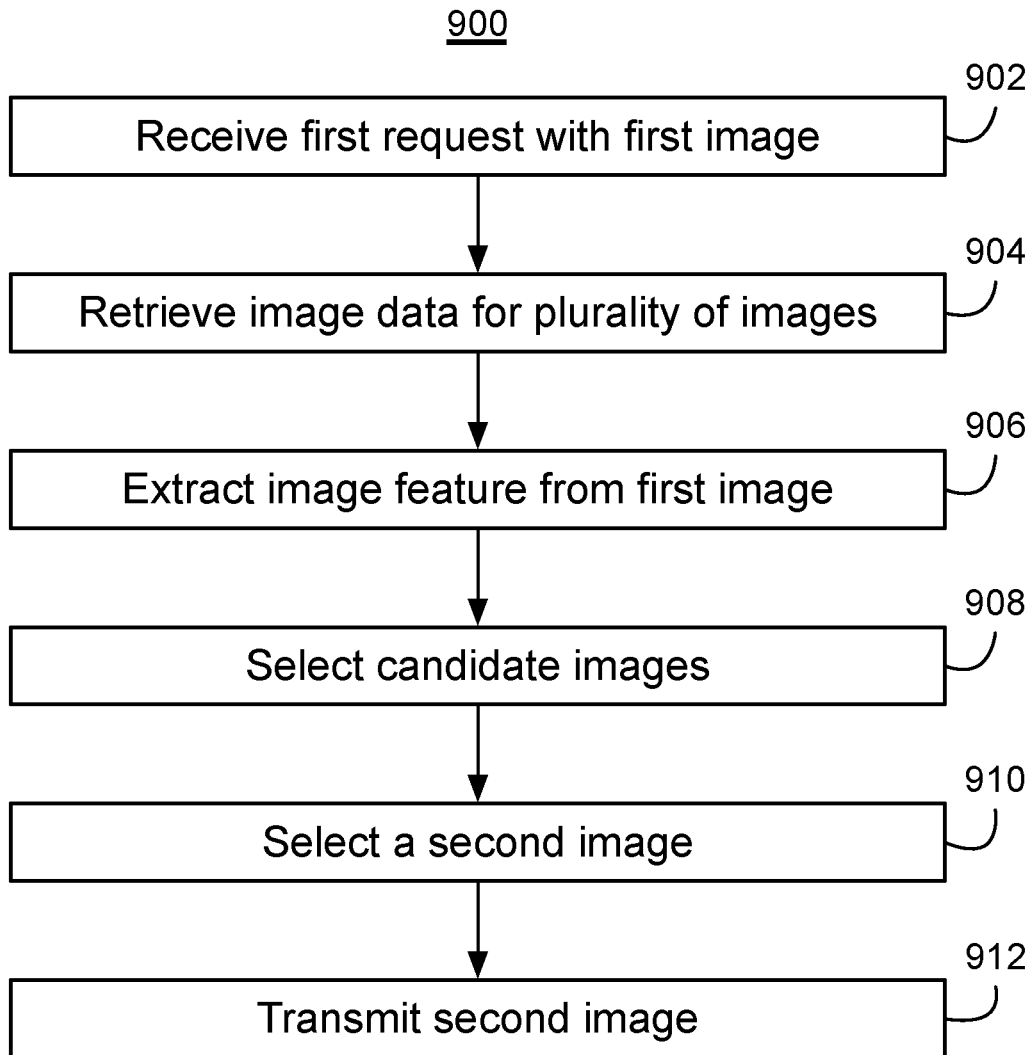 900
902
Receive first request with first image
904
Retrieve image data for plurality of images
906
Extract image feature from first image
908
Select candidate images
910
Select a second image
912
Transmit second image